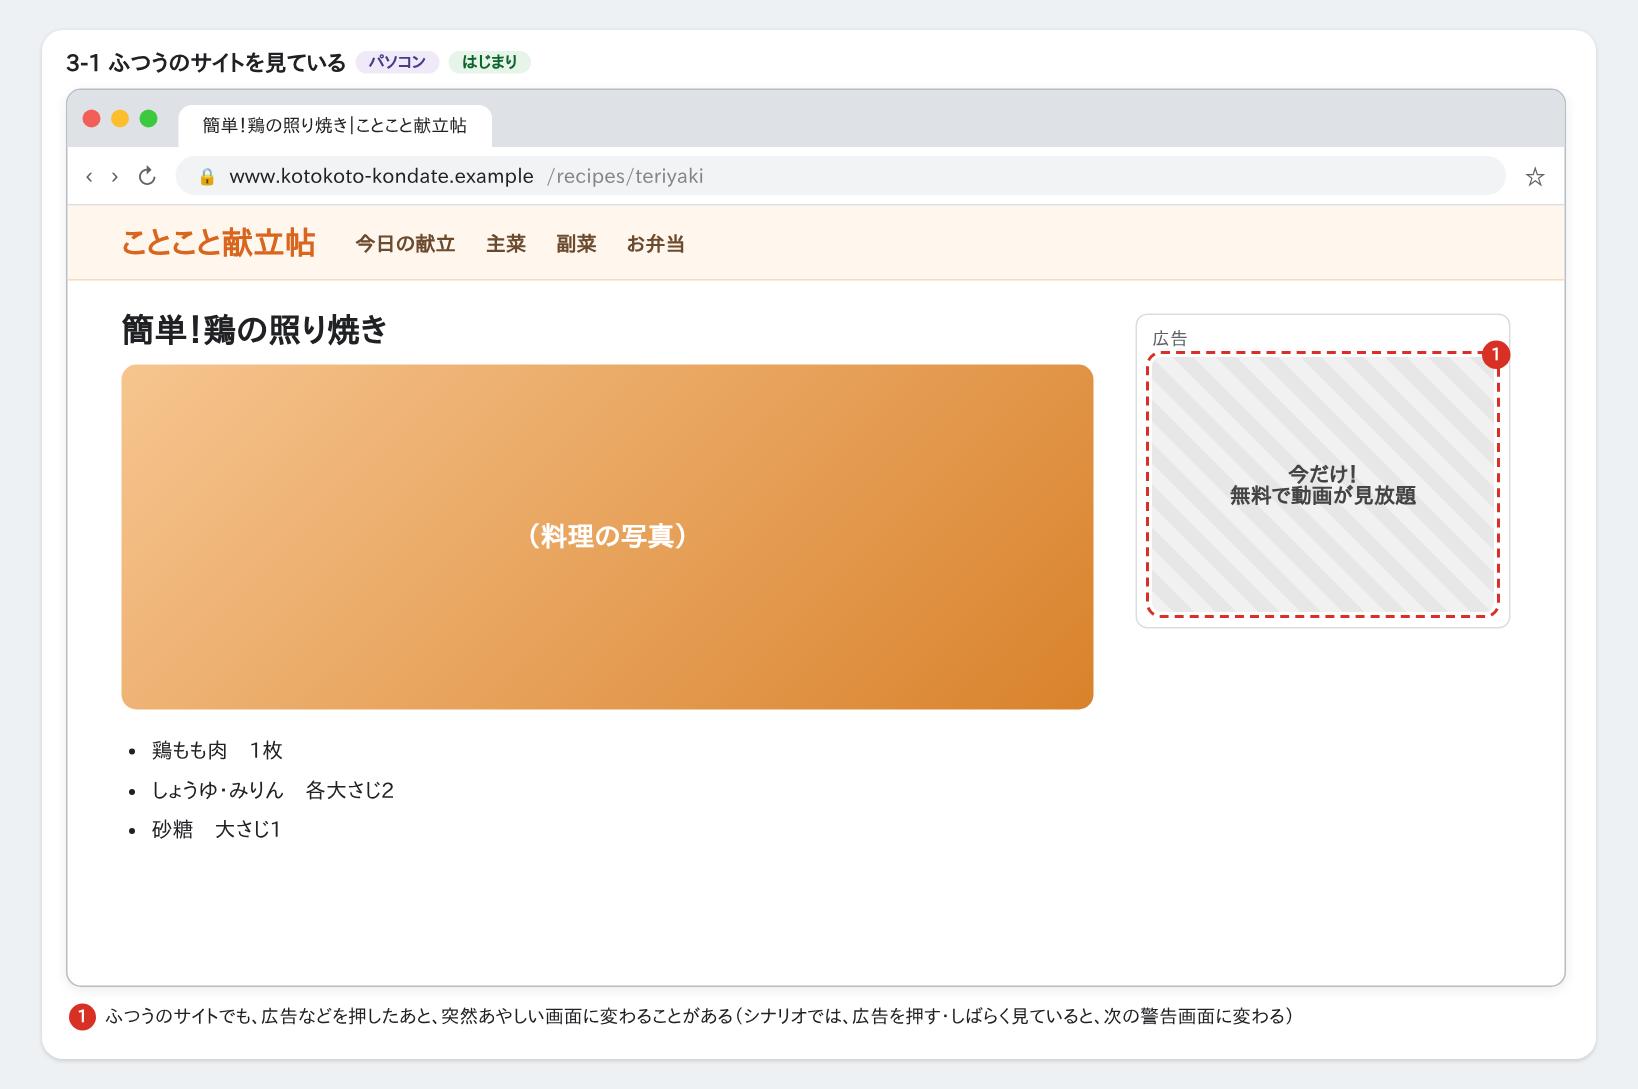 3-1 ふつうのサイトを見ている パソコン はじまり
簡単!鶏の照り焼き|ことこと献立帖
www.kotokoto-kondate.example /recipes/teriyaki
ことこと献立帖 今日の献立 主菜 副菜 お弁当
簡単!鶏の照り焼き
(料理の写真)
広告
1
今だけ!
無料で動画が見放題
• 鶏もも肉 1枚
• しょうゆ・みりん 各大さじ2
• 砂糖 大さじ1
1 ふつうのサイトでも、広告などを押したあと、突然あやしい画面に変わることがある(シナリオでは、広告を押す・しばらく見ていると、次の警告画面に変わる)